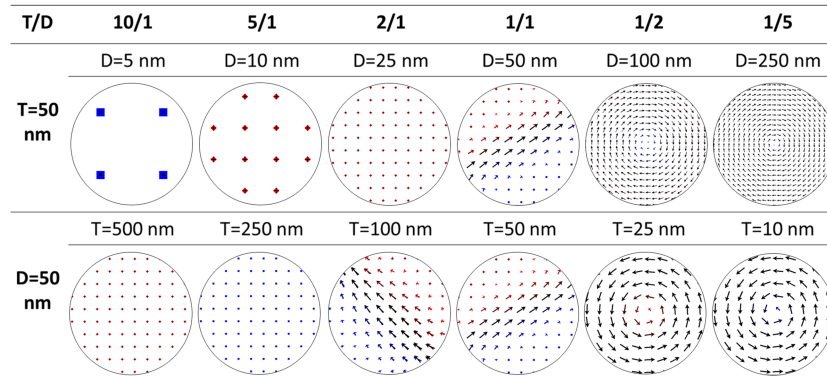 T/D 10/1 5/1 2/1 1/1 1/2 1/5
D=5 nm D=10 nm D=25 nm D=50 nm D=100 nm D=250 nm
T=50
nm
T=500 nm T=250 nm T=100 nm T=50 nm T=25 nm T=10 nm
D=50
nm